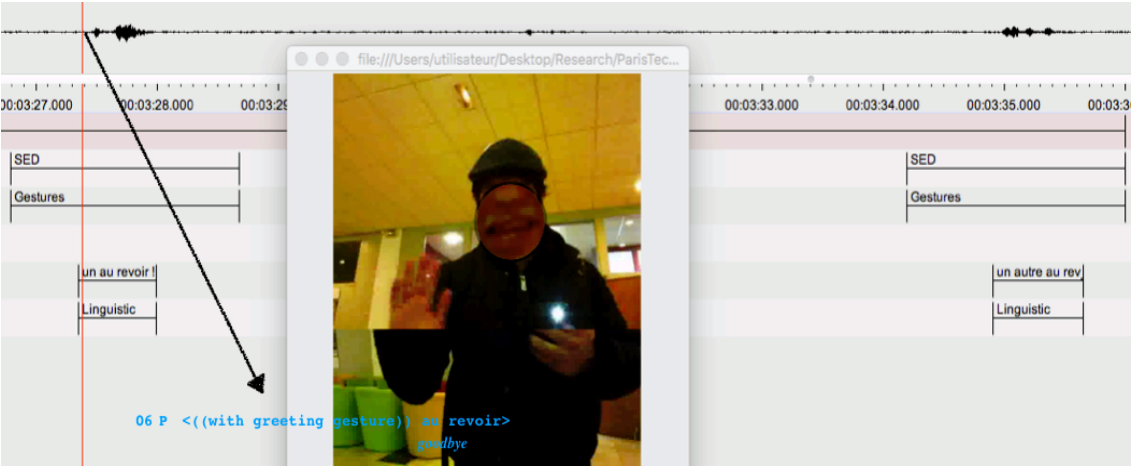 file:///Users/utilisateur/Desktop/Research/ParisTec...
00:03:27.000 00:03:28.000 00:03:29 00:03:33.000 00:03:34.000 00:03:35.000 00:03:3
SED SED
Gestures Gestures
un au revoir ! un autre au rev
Linguistic Linguistic
06 P <((with greeting gesture)) au revoir>
goodbye